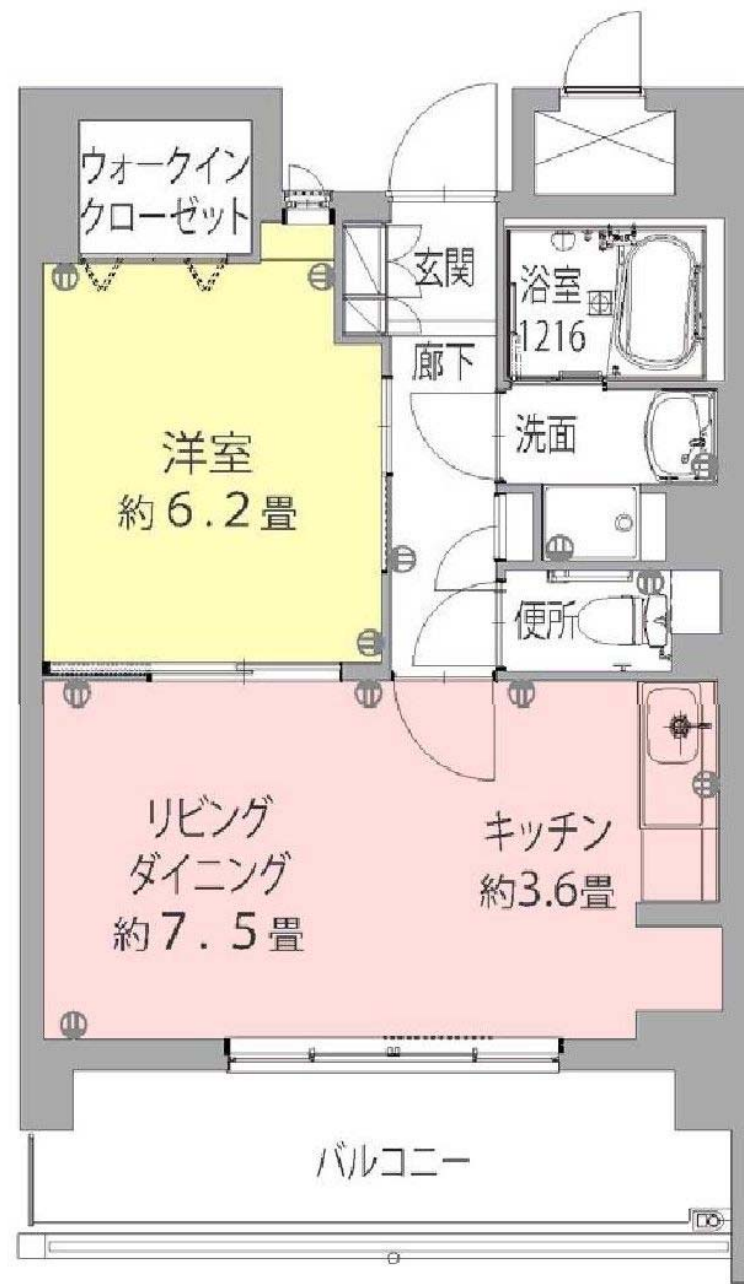 ウォークイン
クローゼット
玄関
浴室
1216
廊下
洗面
洋室
約6.2畳
便所
リビング
ダイニング
約7.5畳
キッチン
約3.6畳
バルコニー